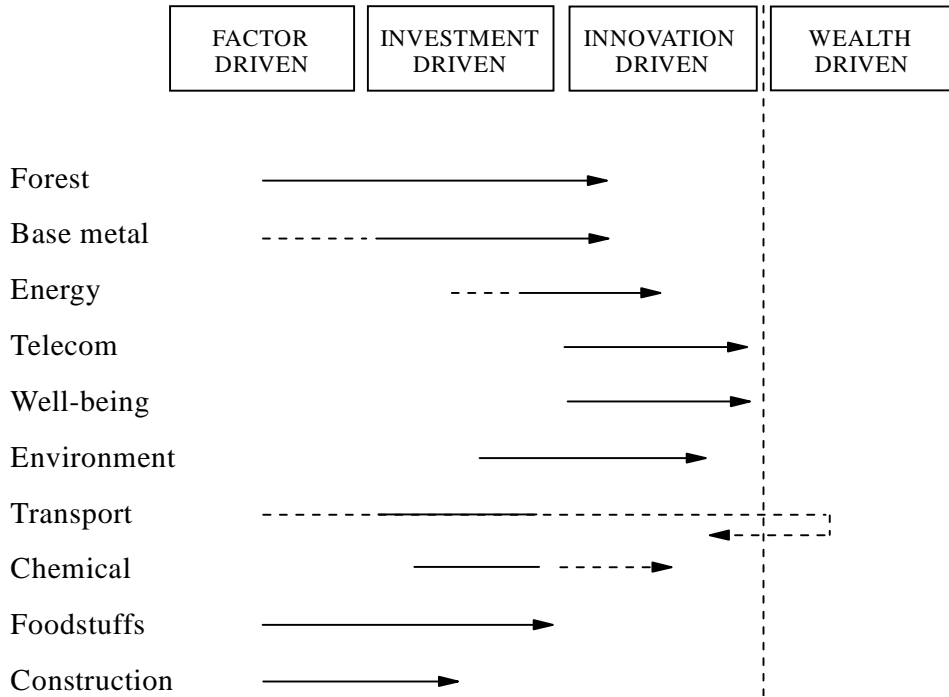 FACTOR
DRIVEN
INVESTMENT
DRIVEN
INNOVATION
DRIVEN
WEALTH
DRIVEN
Forest
Base metal
Energy
Telecom
Well-being
Environment
Transport
Chemical
Foodstuffs
Construction